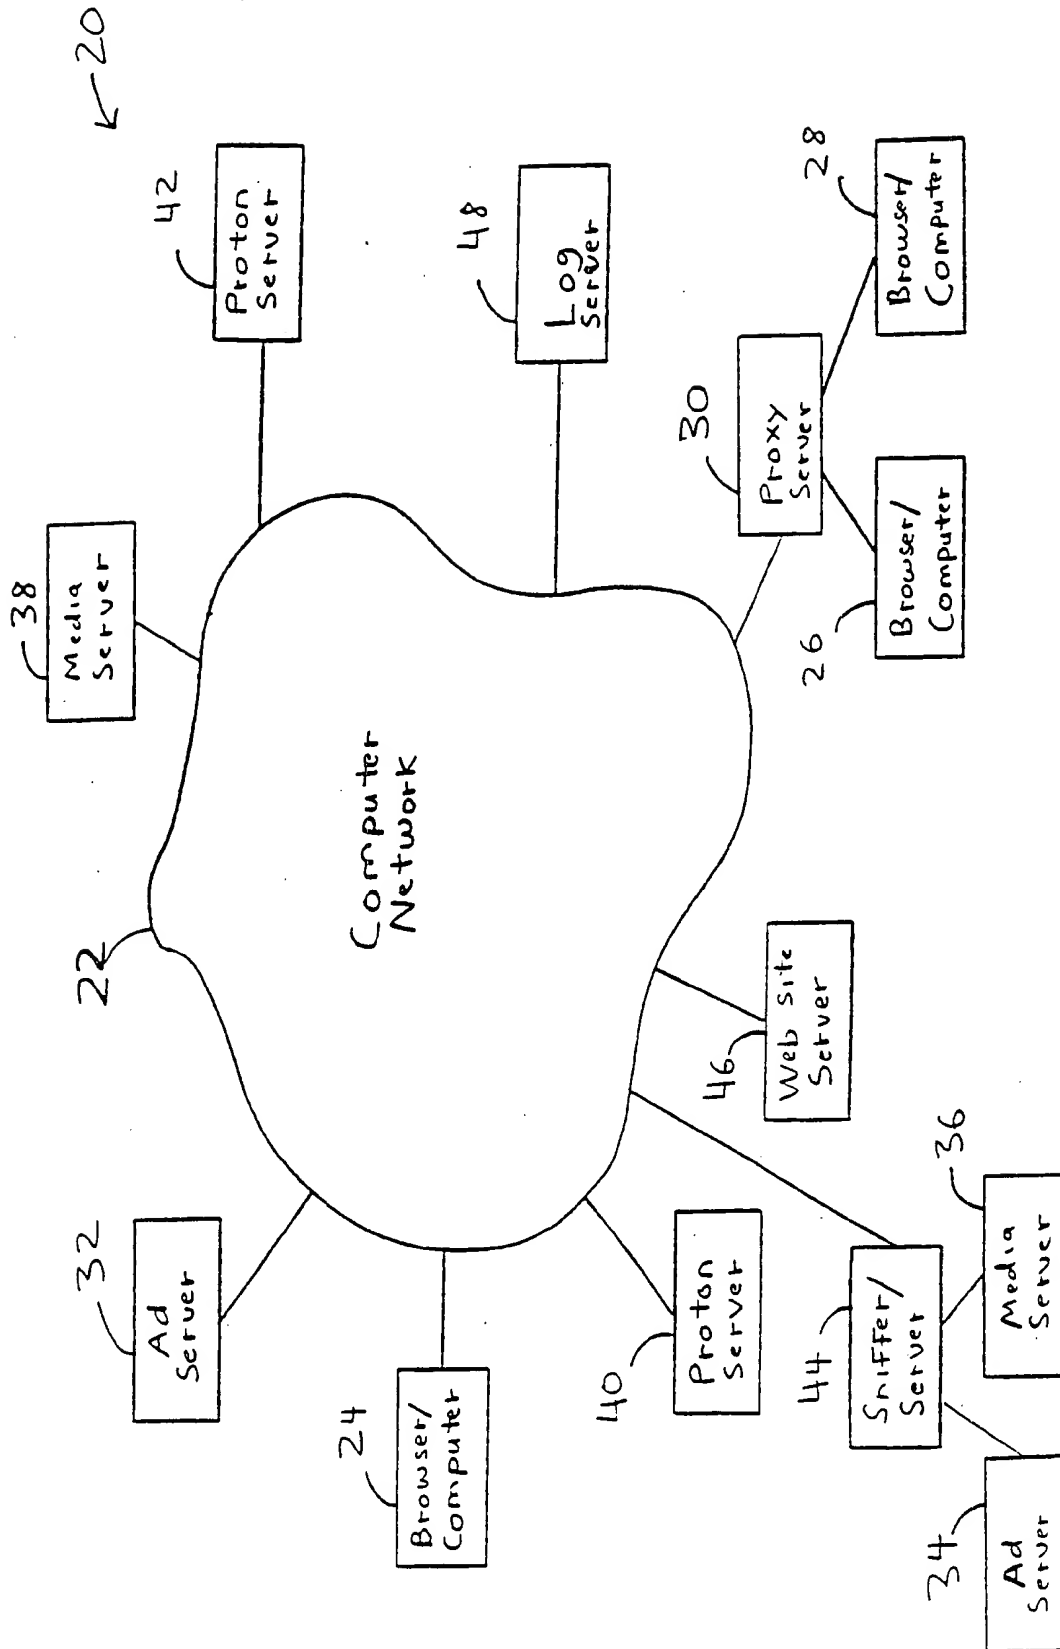 20
42
Proton
Server
38
Media
Server
48
Log
Server
22
Computer
Network
30
Proxy
Server
28
Browser/
Computer
26
Browser/
Computer
32
Ad
Server
24
Browser/
Computer
40
Proton
Server
46
Web site
Server
44
Sniffer/
Server
36
Media
Server
34
Ad
Server